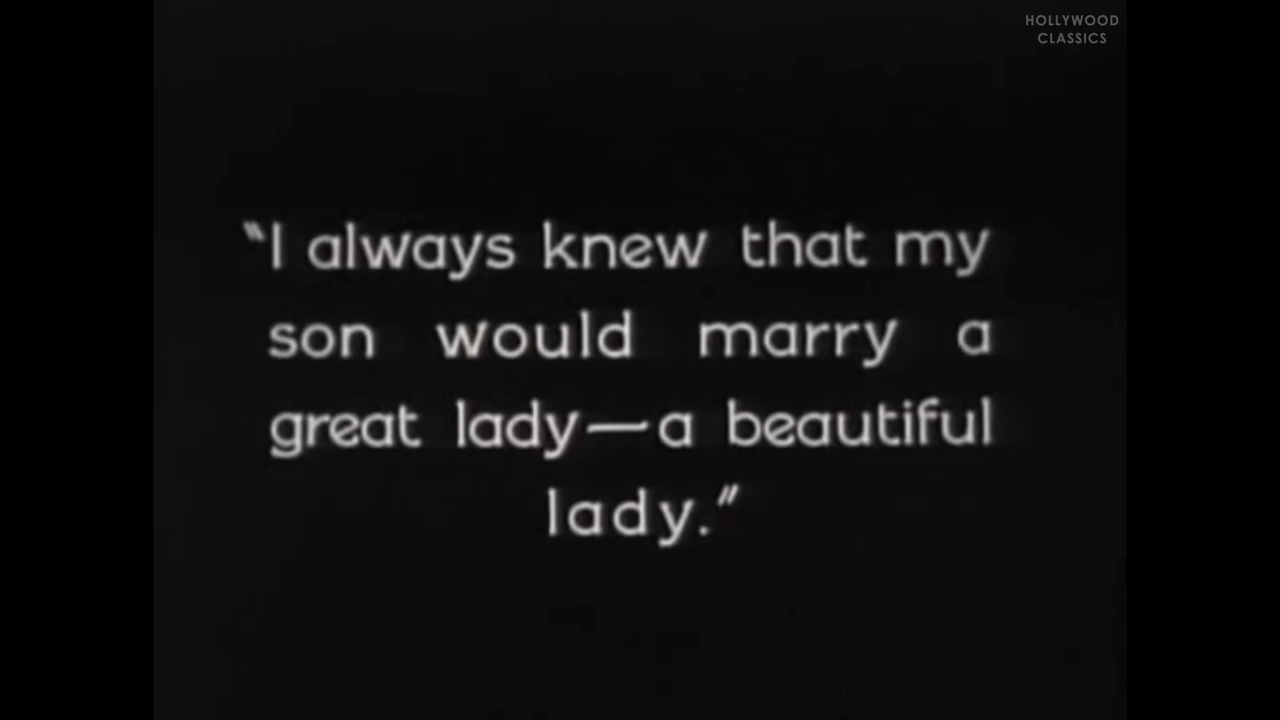 HOLLYWOOD
CLASSICS
“I always knew that my
son would marry a
great lady—a beautiful
lady.”